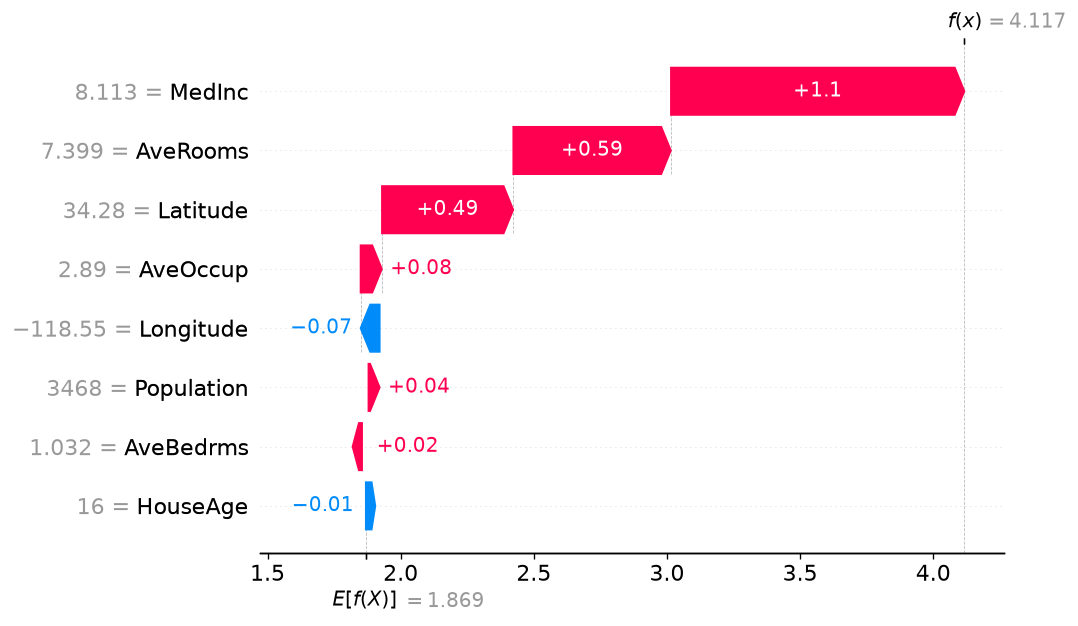 f(x) = 4.117
8.113 = MedInc +1.1
7.399 = AveRooms +0.59
34.28 = Latitude +0.49
2.89 = AveOccup +0.08
−118.55 = Longitude −0.07
3468 = Population +0.04
1.032 = AveBedrms +0.02
16 = HouseAge −0.01
1.5 2.0 2.5 3.0 3.5 4.0
E[f(X)] = 1.869